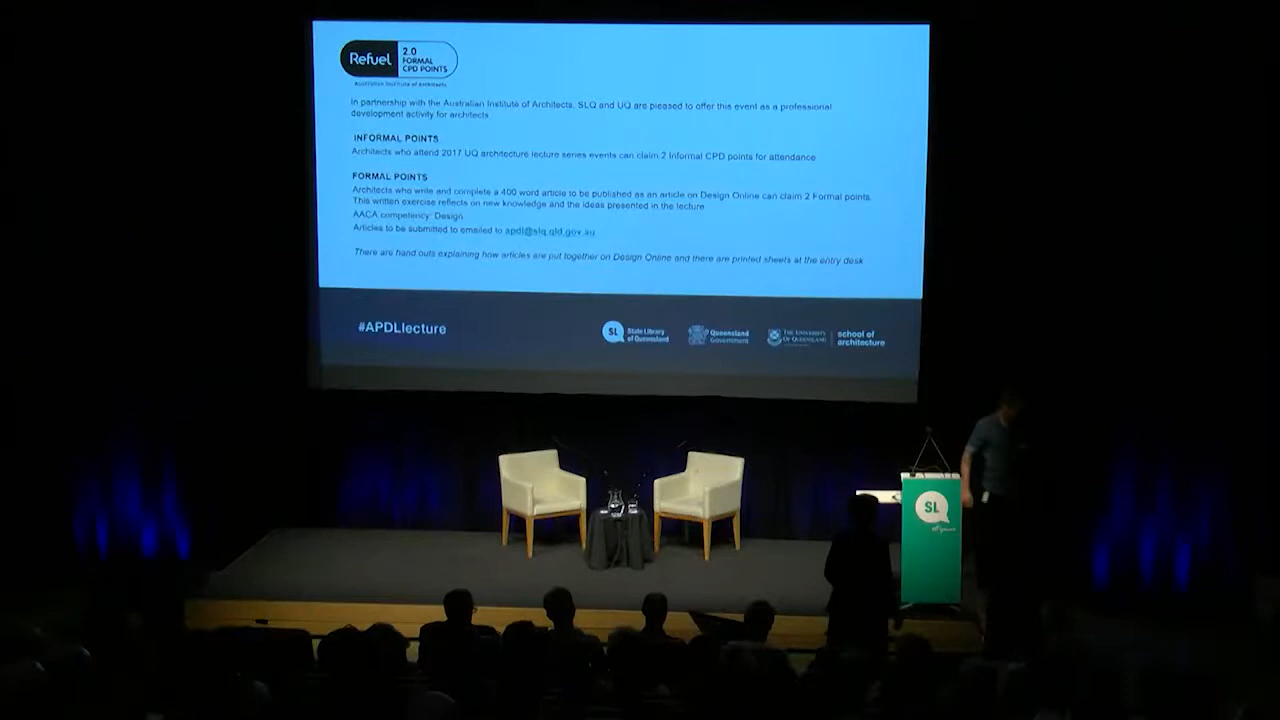 Refuel
2.0
FORMAL
CPD POINTS
Australian Institute of Architects
In partnership with the Australian Institute of Architects, SLQ and UQ are pleased to offer this event as a professional
development activity for architects.
INFORMAL POINTS
Architects who attend 2017 UQ architecture lecture series events can claim 2 Informal CPD points for attendance
FORMAL POINTS
Architects who write and complete a 400 word article to be published as an article on Design Online can claim 2 Formal points.
This written exercise reflects on new knowledge and the ideas presented in the lecture
AACA competency: Design
Articles to be submitted to emailed to apdl@slq.qld.gov.au
There are hand outs explaining how articles are put together on Design Online and there are printed sheets at the entry desk
#APDLlecture
SL
State Library
of Queensland
Queensland
Government
THE UNIVERSITY
OF QUEENSLAND
school of
architecture
SL